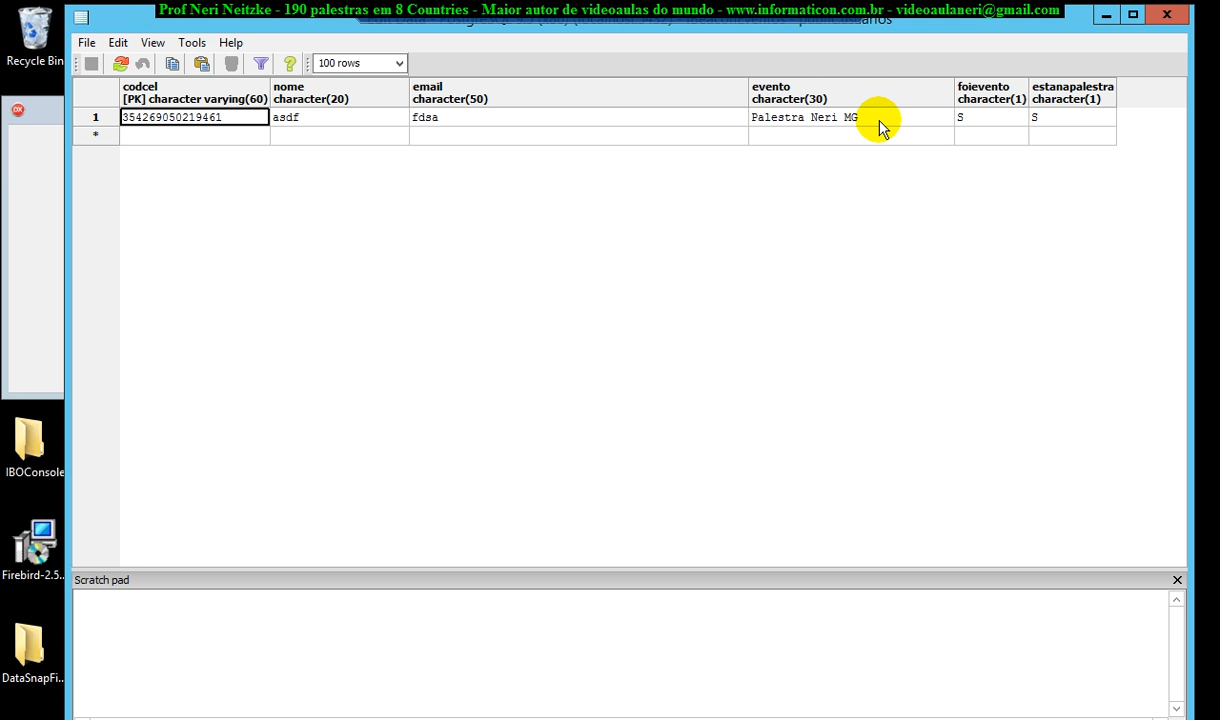 Prof Neri Neitzke - 190 palestras em 8 Countries - Maior autor de videoaulas do mundo - www.informaticon.com.br - videoaulaneri@gmail.com
Recycle Bin
File Edit View Tools Help
100 rows
codcel nome email evento foievento estanapalestra
[PK] character varying(60) character(20) character(50) character(30) character(1) character(1)
1 354269050219461 asdf fdsa Palestra Neri MG S S
*
IBOConsole
Firebird-2.5...
DataSnapFi...
Scratch pad